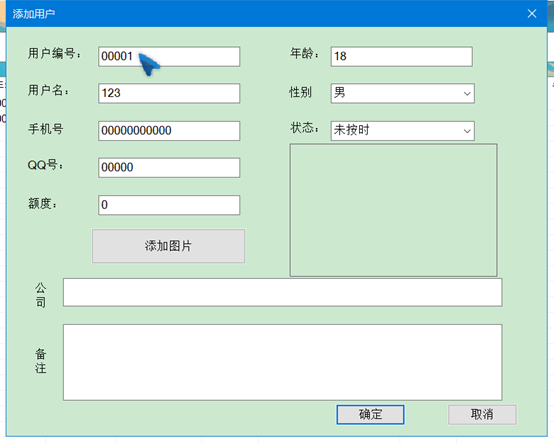 添加用户
用户编号： 00001 年龄： 18
用户名： 123 性别 男
手机号 00000000000 状态： 未按时
QQ号： 00000
额度： 0
添加图片
公司
备注
确定 取消